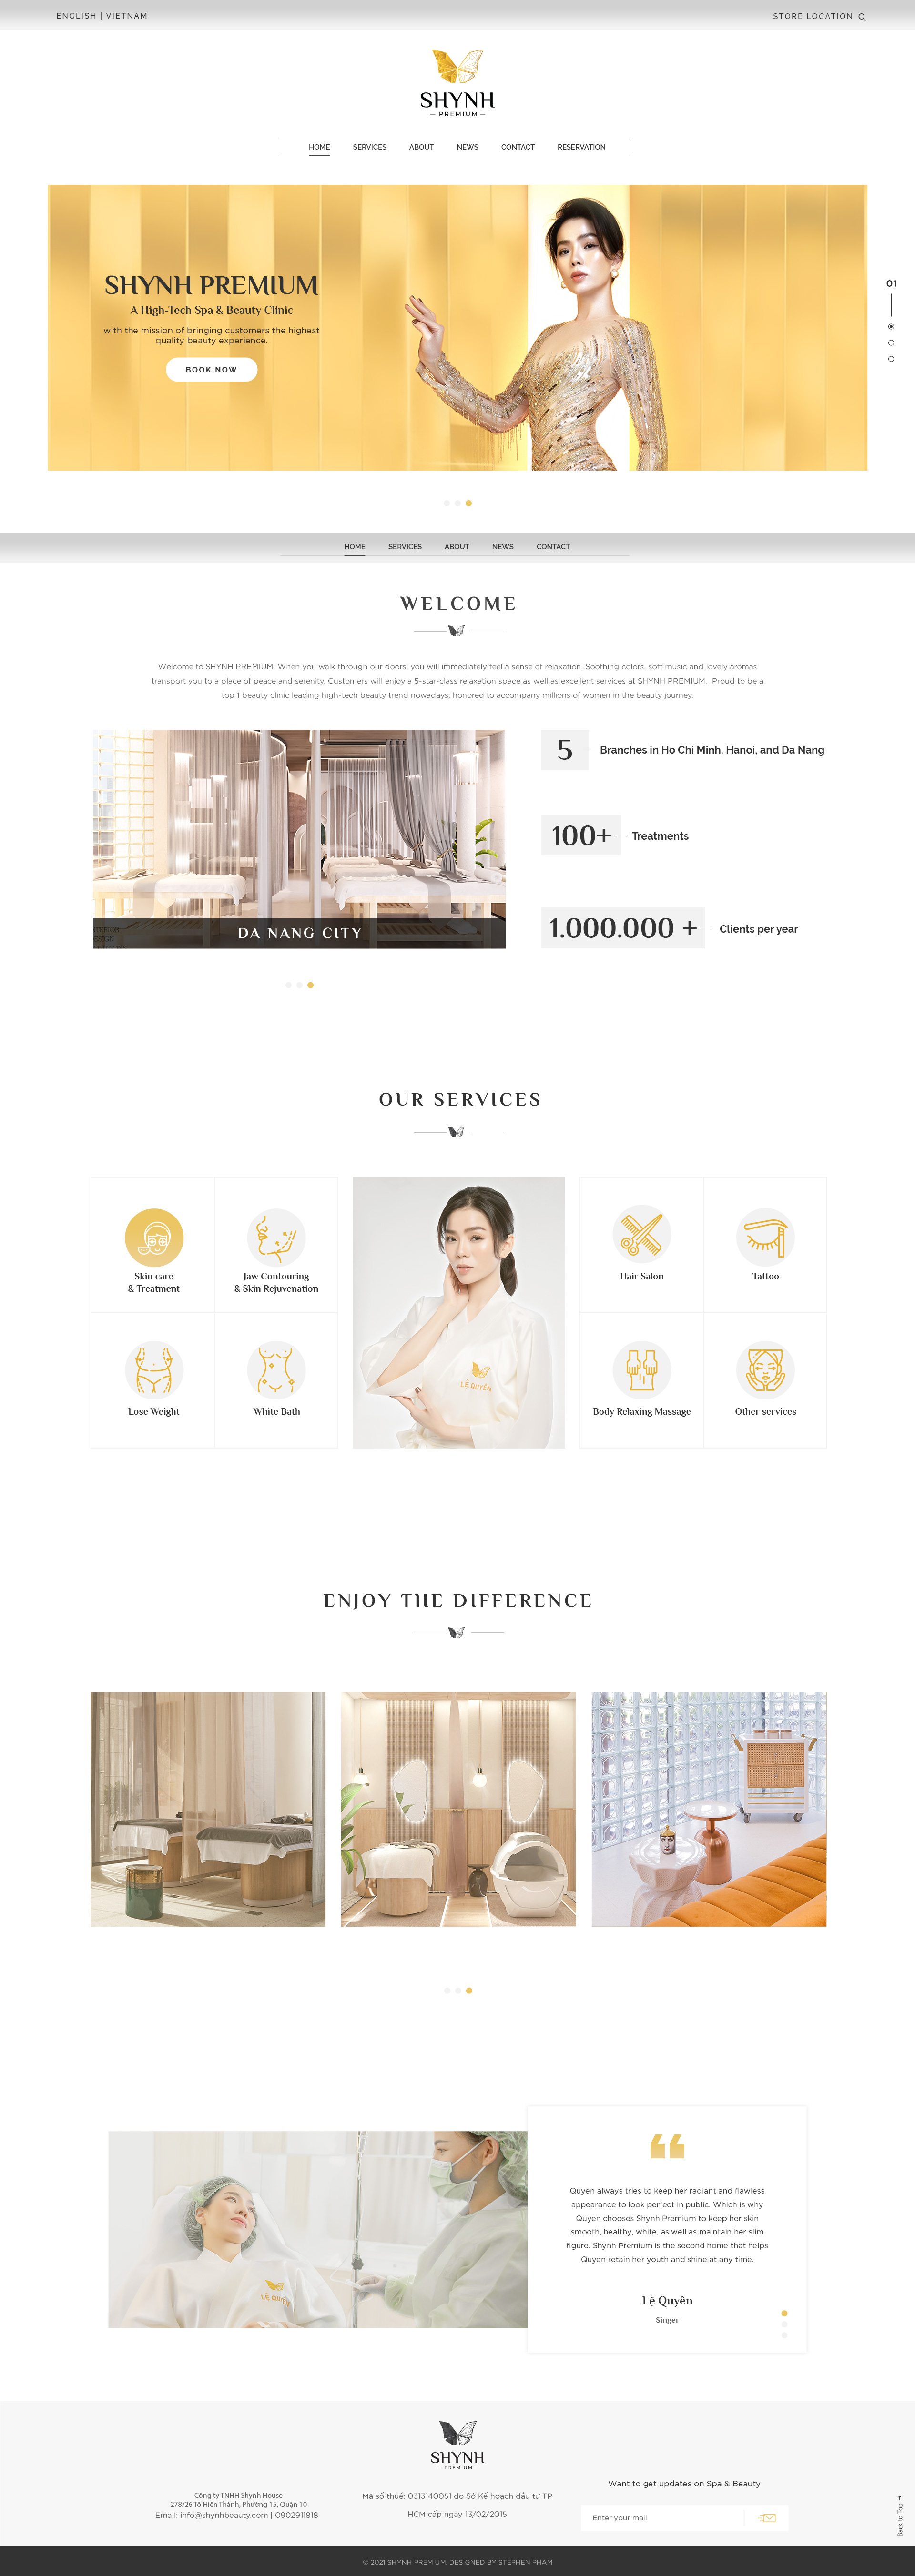 ENGLISH | VIETNAM
STORE LOCATION
SHYNH
PREMIUM
HOME SERVICES ABOUT NEWS CONTACT RESERVATION
SHYNH PREMIUM
A High-Tech Spa & Beauty Clinic
with the mission of bringing customers the highest
quality beauty experience.
BOOK NOW
01
HOME SERVICES ABOUT NEWS CONTACT
WELCOME
Welcome to SHYNH PREMIUM. When you walk through our doors, you will immediately feel a sense of relaxation. Soothing colors, soft music and lovely aromas
transport you to a place of peace and serenity. Customers will enjoy a 5-star-class relaxation space as well as excellent services at SHYNH PREMIUM. Proud to be a
top 1 beauty clinic leading high-tech beauty trend nowadays, honored to accompany millions of women in the beauty journey.
DA NANG CITY
5 Branches in Ho Chi Minh, Hanoi, and Da Nang
100+ Treatments
1.000.000 + Clients per year
OUR SERVICES
Skin care
& Treatment
Jaw Contouring
& Skin Rejuvenation
Lose Weight
White Bath
LỆ QUYÊN
Hair Salon
Tattoo
Body Relaxing Massage
Other services
ENJOY THE DIFFERENCE
LỆ QUYÊN
Quyen always tries to keep her radiant and flawless
appearance to look perfect in public. Which is why
Quyen chooses Shynh Premium to keep her skin
smooth, healthy, white, as well as maintain her slim
figure. Shynh Premium is the second home that helps
Quyen retain her youth and shine at any time.
Lệ Quyên
Singer
SHYNH
PREMIUM
Công ty TNHH Shynh House
278/26 Tô Hiến Thành, Phường 15, Quận 10
Email: info@shynhbeauty.com | 0902911818
Mã số thuế: 0313140051 do Sở Kế hoạch đầu tư TP
HCM cấp ngày 13/02/2015
Want to get updates on Spa & Beauty
Enter your mail
Back to Top
© 2021 SHYNH PREMIUM. DESIGNED BY STEPHEN PHAM